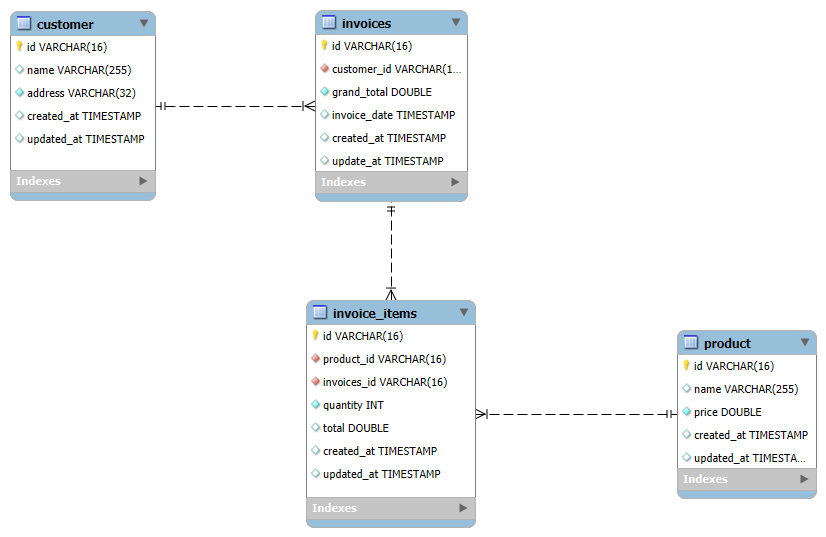 customer
id VARCHAR(16)
name VARCHAR(255)
address VARCHAR(32)
created_at TIMESTAMP
updated_at TIMESTAMP
Indexes
invoices
id VARCHAR(16)
customer_id VARCHAR(1...
grand_total DOUBLE
invoice_date TIMESTAMP
created_at TIMESTAMP
update_at TIMESTAMP
Indexes
invoice_items
id VARCHAR(16)
product_id VARCHAR(16)
invoices_id VARCHAR(16)
quantity INT
total DOUBLE
created_at TIMESTAMP
updated_at TIMESTAMP
Indexes
product
id VARCHAR(16)
name VARCHAR(255)
price DOUBLE
created_at TIMESTAMP
updated_at TIMESTA...
Indexes